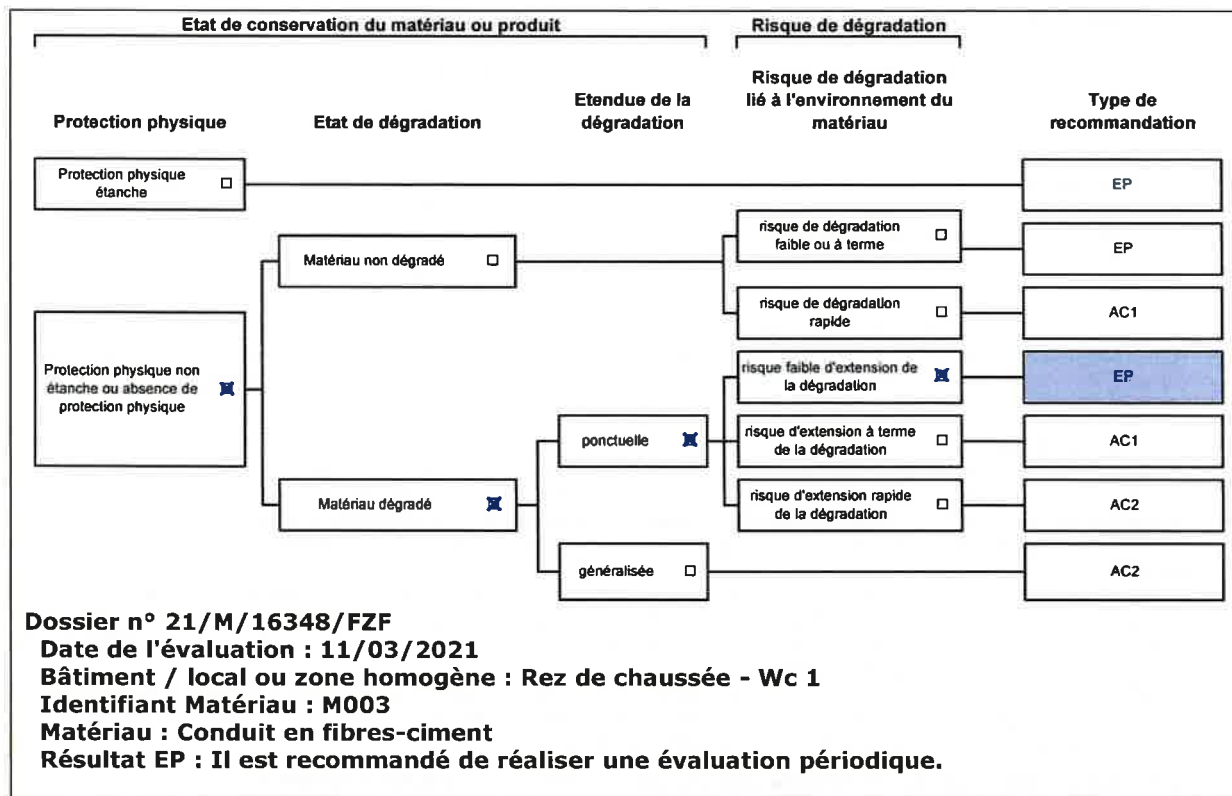 Etat de conservation du matériau ou produit
Risque de dégradation
Protection physique
Etat de dégradation
Etendue de la
dégradation
Risque de dégradation
lié à l'environnement du
matériau
Type de
recommandation
Protection physique
étanche
EP
Matériau non dégradé
risque de dégradation
faible ou à terme
EP
risque de dégradation
rapide
AC1
Protection physique non
étanche ou absence de
protection physique
risque faible d'extension de
la dégradation
EP
ponctuelle
risque d'extension à terme
de la dégradation
AC1
Matériau dégradé
risque d'extension rapide
de la dégradation
AC2
généralisée
AC2
Dossier n° 21/M/16348/FZF
Date de l'évaluation : 11/03/2021
Bâtiment / local ou zone homogène : Rez de chaussée - Wc 1
Identifiant Matériau : M003
Matériau : Conduit en fibres-ciment
Résultat EP : Il est recommandé de réaliser une évaluation périodique.